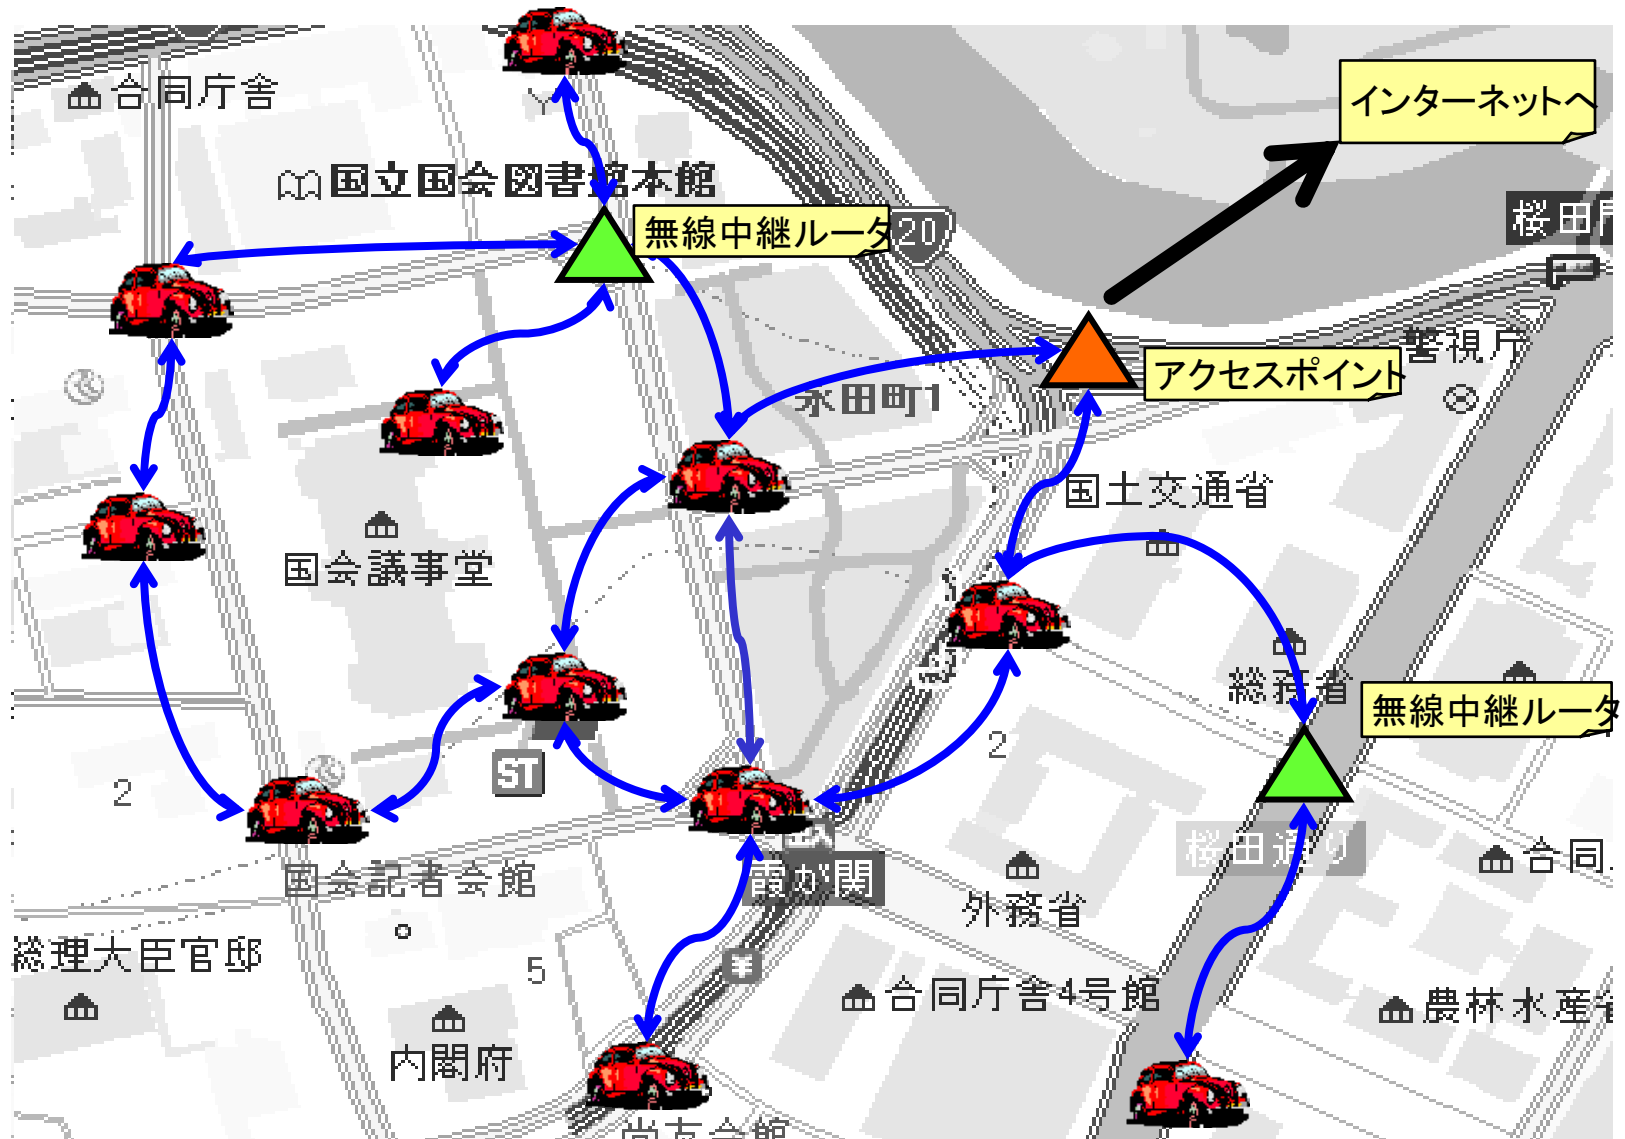 合同庁舎
インターネットへ
国立国会図書館本館
桜田門
無線中継ルータ
20
警視庁
アクセスポイント
永田町1
国土交通省
国会議事堂
総務省
無線中継ルータ
2
ST
2
桜田通り
合同
国会記者会館
霞が関
外務省
総理大臣官邸
5
¥
合同庁舎4号館
農林水産省
内閣府
尚友会館